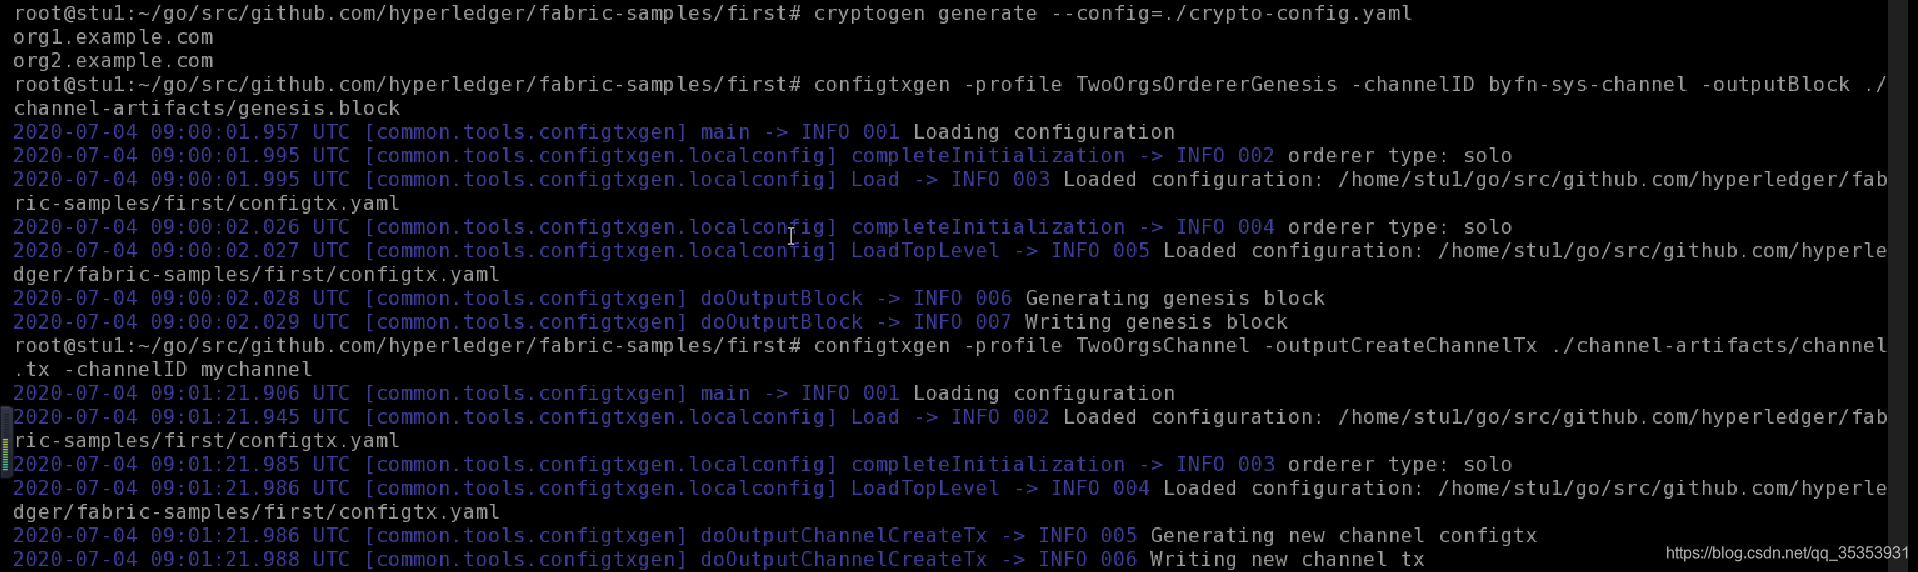 root@stu1:~/go/src/github.com/hyperledger/fabric-samples/first# cryptogen generate --config=./crypto-config.yaml
org1.example.com
org2.example.com
root@stu1:~/go/src/github.com/hyperledger/fabric-samples/first# configtxgen -profile TwoOrgsOrdererGenesis -channelID byfn-sys-channel -outputBlock ./
channel-artifacts/genesis.block
2020-07-04 09:00:01.957 UTC [common.tools.configtxgen] main -> INFO 001 Loading configuration
2020-07-04 09:00:01.995 UTC [common.tools.configtxgen.localconfig] completeInitialization -> INFO 002 orderer type: solo
2020-07-04 09:00:01.995 UTC [common.tools.configtxgen.localconfig] Load -> INFO 003 Loaded configuration: /home/stu1/go/src/github.com/hyperledger/fab
ric-samples/first/configtx.yaml
2020-07-04 09:00:02.026 UTC [common.tools.configtxgen.localconfig] completeInitialization -> INFO 004 orderer type: solo
2020-07-04 09:00:02.027 UTC [common.tools.configtxgen.localconfig] LoadTopLevel -> INFO 005 Loaded configuration: /home/stu1/go/src/github.com/hyperle
dger/fabric-samples/first/configtx.yaml
2020-07-04 09:00:02.028 UTC [common.tools.configtxgen] doOutputBlock -> INFO 006 Generating genesis block
2020-07-04 09:00:02.029 UTC [common.tools.configtxgen] doOutputBlock -> INFO 007 Writing genesis block
root@stu1:~/go/src/github.com/hyperledger/fabric-samples/first# configtxgen -profile TwoOrgsChannel -outputCreateChannelTx ./channel-artifacts/channel
.tx -channelID mychannel
2020-07-04 09:01:21.906 UTC [common.tools.configtxgen] main -> INFO 001 Loading configuration
2020-07-04 09:01:21.945 UTC [common.tools.configtxgen.localconfig] Load -> INFO 002 Loaded configuration: /home/stu1/go/src/github.com/hyperledger/fab
ric-samples/first/configtx.yaml
2020-07-04 09:01:21.985 UTC [common.tools.configtxgen.localconfig] completeInitialization -> INFO 003 orderer type: solo
2020-07-04 09:01:21.986 UTC [common.tools.configtxgen.localconfig] LoadTopLevel -> INFO 004 Loaded configuration: /home/stu1/go/src/github.com/hyperle
dger/fabric-samples/first/configtx.yaml
2020-07-04 09:01:21.986 UTC [common.tools.configtxgen] doOutputChannelCreateTx -> INFO 005 Generating new channel configtx
2020-07-04 09:01:21.988 UTC [common.tools.configtxgen] doOutputChannelCreateTx -> INFO 006 Writing new channel tx
https://blog.csdn.net/qq_35353931